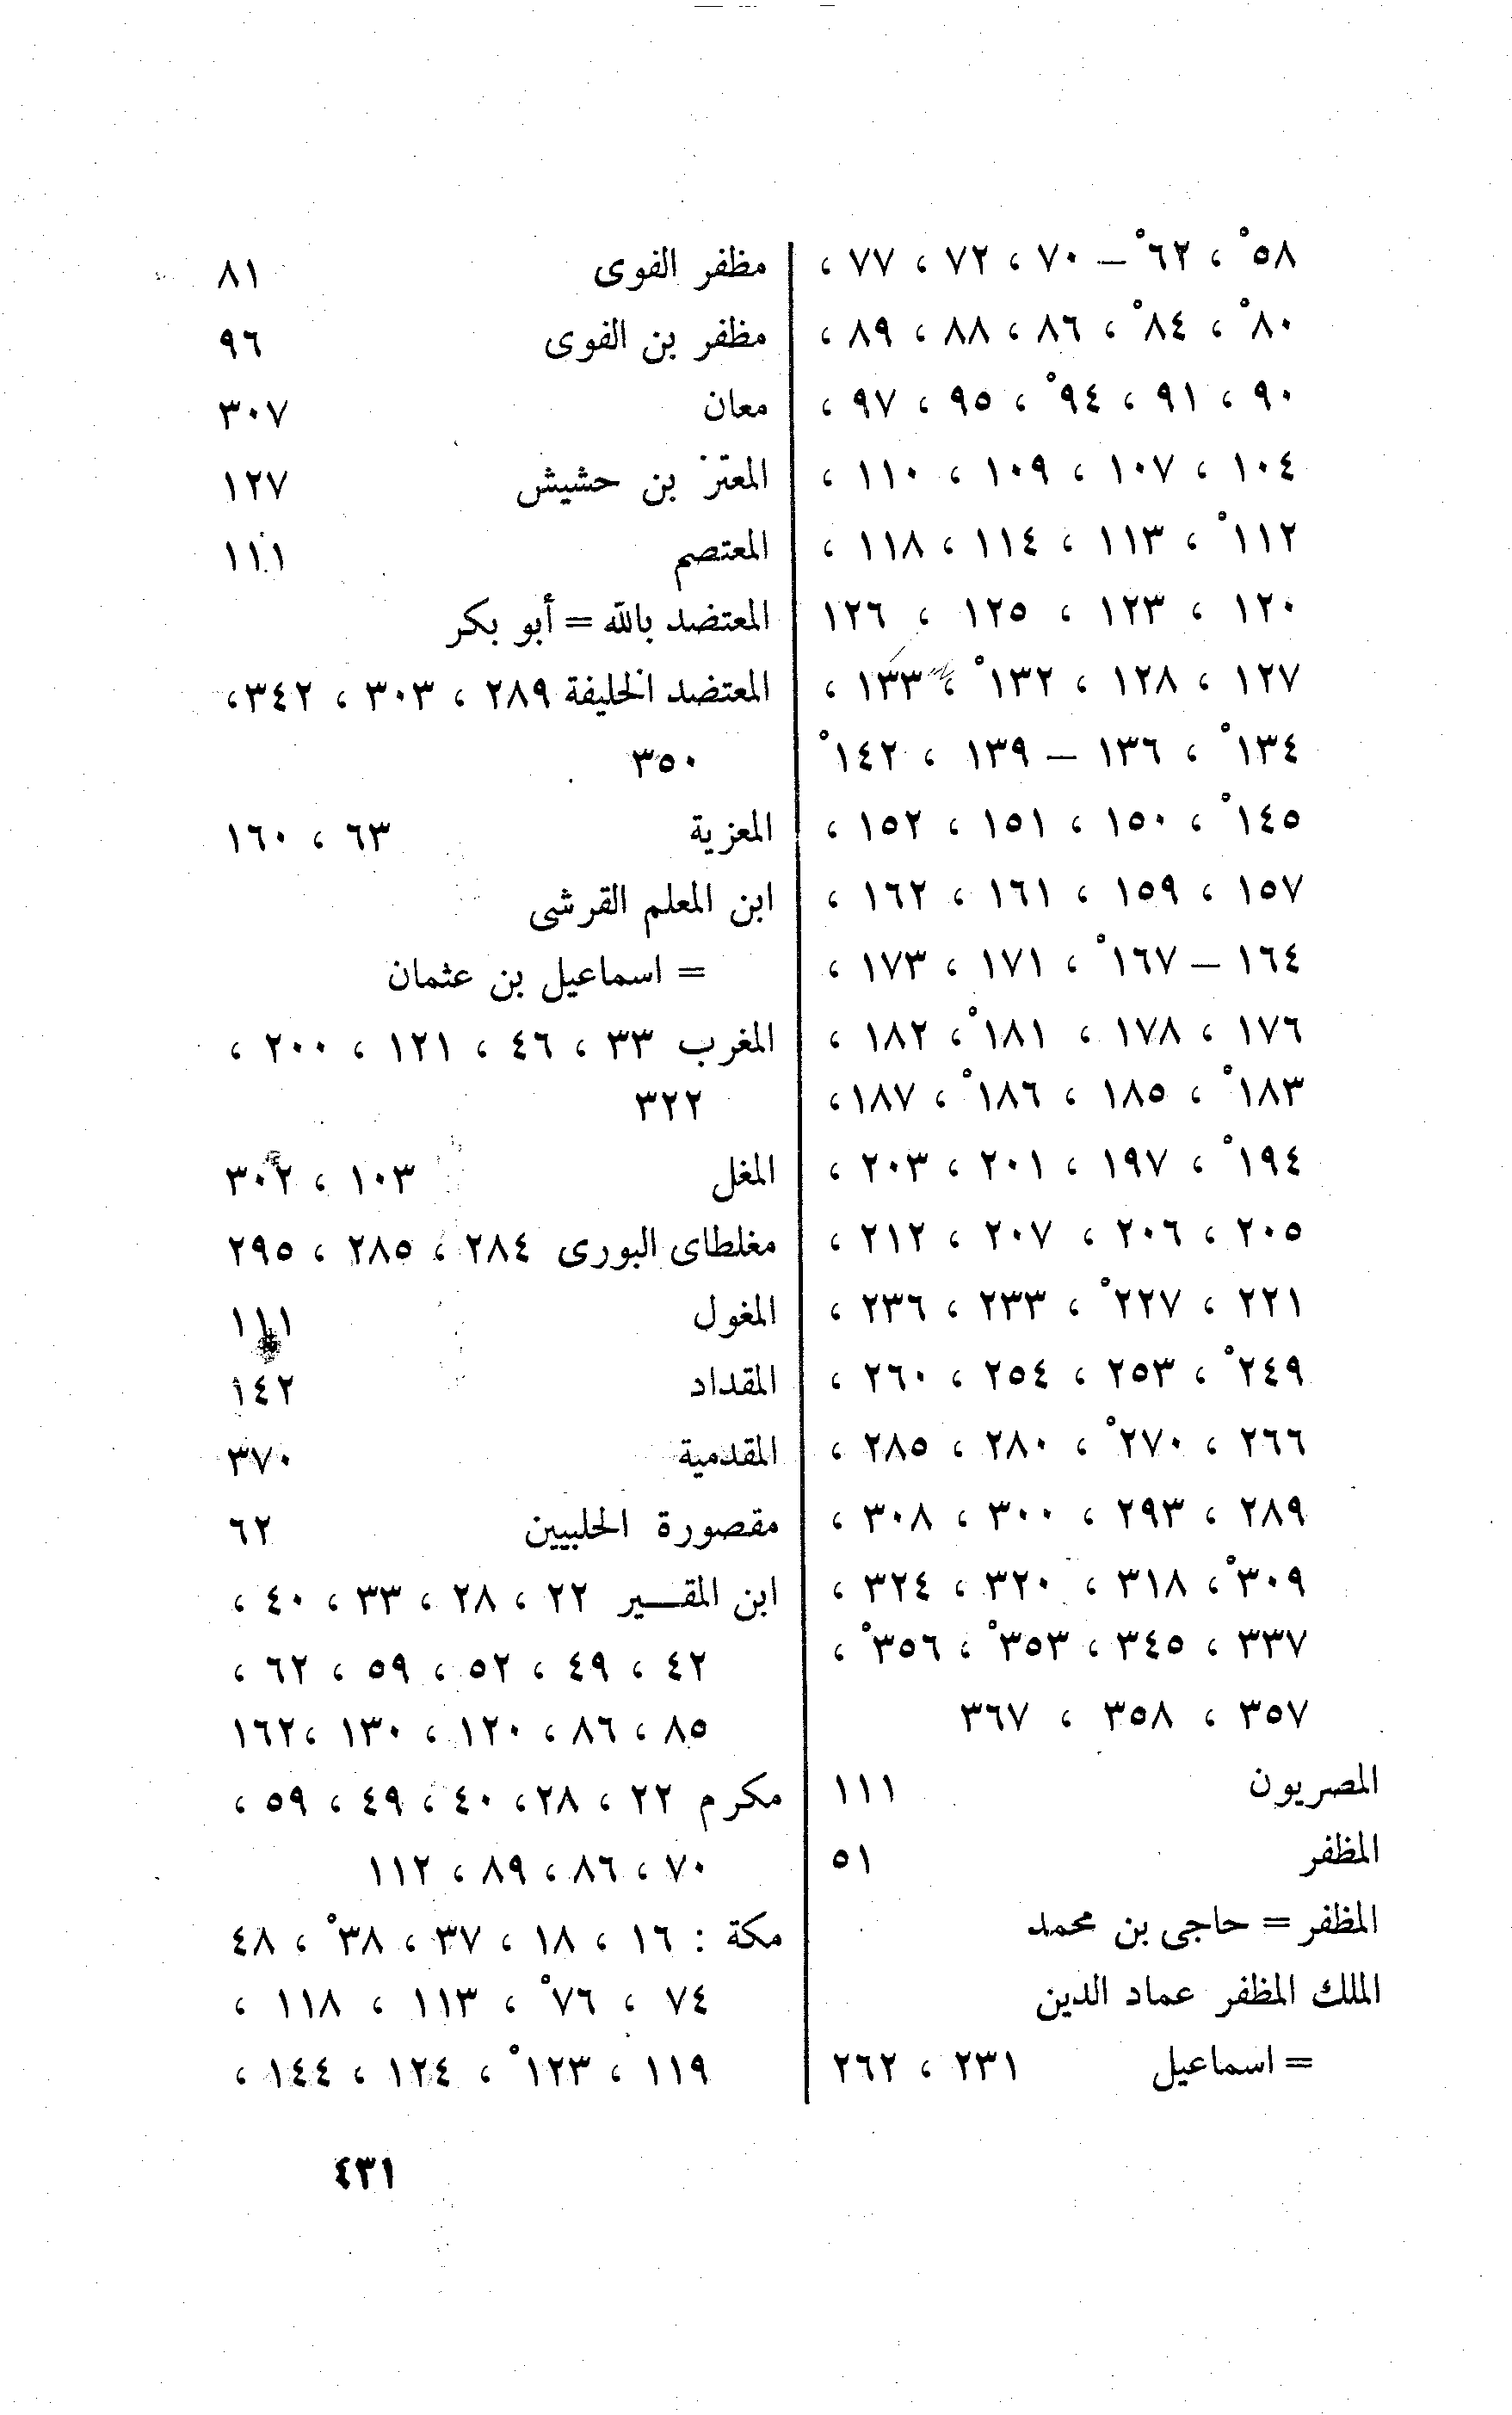 ٥٨° ، ٦٢° – ٧٠ ، ٧٢ ، ٧٧ ،
٨٠° ، ٨٤° ، ٨٦ ، ٨٨ ، ٨٩ ،
٩٠ ، ٩١ ، ٩٤° ، ٩٥ ، ٩٧ ،
١٠٤ ، ١٠٧ ، ١٠٩ ، ١١٠ ،
١١٢° ، ١١٣ ، ١١٤ ، ١١٨ ،
١٢٠ ، ١٢٣ ، ١٢٥ ، ١٢٦
١٢٧ ، ١٢٨ ، ١٣٢° ، ١٣٣ ،
١٣٤° ، ١٣٦ – ١٣٩ ، ١٤٢°
١٤٥° ، ١٥٠ ، ١٥١ ، ١٥٢ ،
١٥٧ ، ١٥٩ ، ١٦١ ، ١٦٢ ،
١٦٤ – ١٦٧° ، ١٧١ ، ١٧٣ ،
١٧٦ ، ١٧٨ ، ١٨١° ، ١٨٢ ،
١٨٣° ، ١٨٥ ، ١٨٦° ، ١٨٧ ،
١٩٤° ، ١٩٧ ، ٢٠١ ، ٢٠٣ ،
٢٠٥ ، ٢٠٦ ، ٢٠٧ ، ٢١٢ ،
٢٢١ ، ٢٢٧° ، ٢٣٣ ، ٢٣٦ ،
٢٤٩° ، ٢٥٣ ، ٢٥٤ ، ٢٦٠ ،
٢٦٦ ، ٢٧٠° ، ٢٨٠ ، ٢٨٥ ،
٢٨٩ ، ٢٩٣ ، ٣٠٠ ، ٣٠٨ ،
٣٠٩° ، ٣١٨ ، ٣٢٠ ، ٣٢٤ ،
٣٣٧ ، ٣٤٥ ، ٣٥٣° ، ٣٥٦° ،
٣٥٧ ، ٣٥٨ ، ٣٦٧
المصريون ١١١
المظفر ٥١
المظفر = حاجى بن محمد
الملك المظفر عماد الدين
= اسماعيل ٢٣١ ، ٢٦٢
مظفر الفوى ٨١
مظفر بن الفوى ٩٦
معان ٣٠٧
المعتز بن حشيش ١٢٧
المعتصم ١١١
المعتضد بالله = أبو بكر
المعتضد الخليفة ٢٨٩ ، ٣٠٣ ، ٣٤٢ ،
٣٥٠
المعزية ٦٣ ، ١٦٠
ابن المعلم القرشى
= اسماعيل بن عثمان
المغرب ٣٣ ، ٤٦ ، ١٢١ ، ٢٠٠ ،
٣٢٢
المغل ١٠٣ ، ٣٠٢
مغلطاى البورى ٢٨٤ ، ٢٨٥ ، ٢٩٥
المغول ١١١
المقداد ١٤٢
المقدمية ٣٧٠
مقصورة الحلبيين ٦٢
ابن المقـــير ٢٢ ، ٢٨ ، ٣٣ ، ٤٠ ،
٤٢ ، ٤٩ ، ٥٢ ، ٥٩ ، ٦٢ ،
٨٥ ، ٨٦ ، ١٢٠ ، ١٣٠ ، ١٦٢
مكرم ٢٢ ، ٢٨ ، ٤٠ ، ٤٩ ، ٥٩ ،
٧٠ ، ٨٦ ، ٨٩ ، ١١٢
مكة : ١٦ ، ١٨ ، ٣٧ ، ٣٨° ، ٤٨
٧٤ ، ٧٦° ، ١١٣ ، ١١٨ ،
١١٩ ، ١٢٣° ، ١٢٤ ، ١٤٤ ،
٤٣١